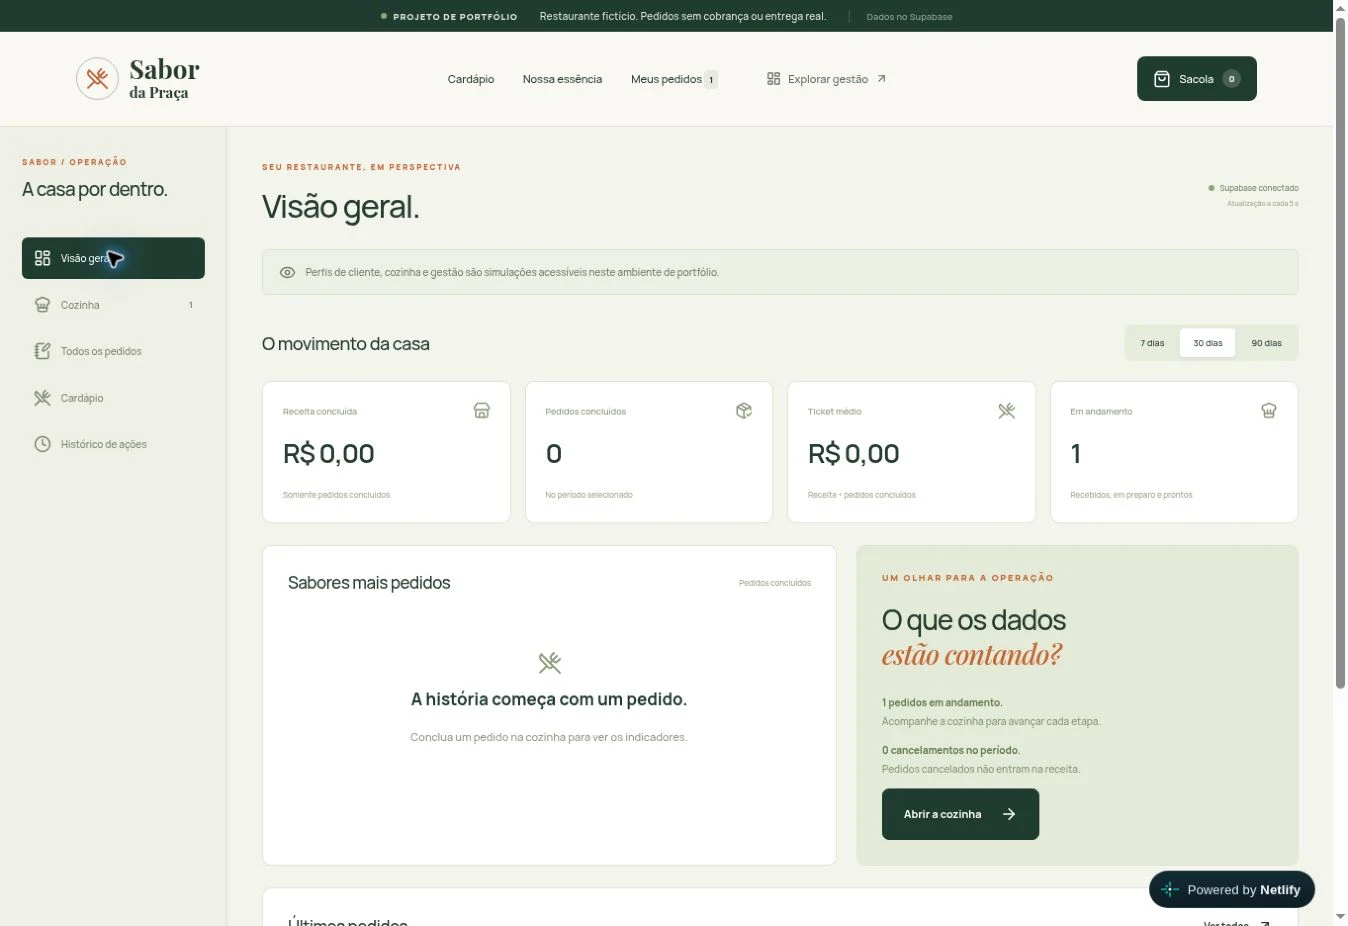 PROJETO DE PORTFÓLIO Restaurante fictício. Pedidos sem cobrança ou entrega real. Dados no Supabase
Sabor
da Praça
Cardápio Nossa essência Meus pedidos 1 Explorar gestão Sacola 0
SABOR / OPERAÇÃO
A casa por dentro.
Visão geral
Cozinha 1
Todos os pedidos
Cardápio
Histórico de ações
SEU RESTAURANTE, EM PERSPECTIVA
Visão geral.
Supabase conectado
Atualização a cada 5 s
Perfis de cliente, cozinha e gestão são simulações acessíveis neste ambiente de portfólio.
O movimento da casa
7 dias 30 dias 90 dias
Receita concluída
R$ 0,00
Somente pedidos concluídos
Pedidos concluídos
0
No período selecionado
Ticket médio
R$ 0,00
Receita ÷ pedidos concluídos
Em andamento
1
Recebidos, em preparo e prontos
Sabores mais pedidos
Pedidos concluídos
A história começa com um pedido.
Conclua um pedido na cozinha para ver os indicadores.
UM OLHAR PARA A OPERAÇÃO
O que os dados
estão contando?
1 pedidos em andamento.
Acompanhe a cozinha para avançar cada etapa.
0 cancelamentos no período.
Pedidos cancelados não entram na receita.
Abrir a cozinha
Powered by Netlify
Últimos pedidos
Ver todos